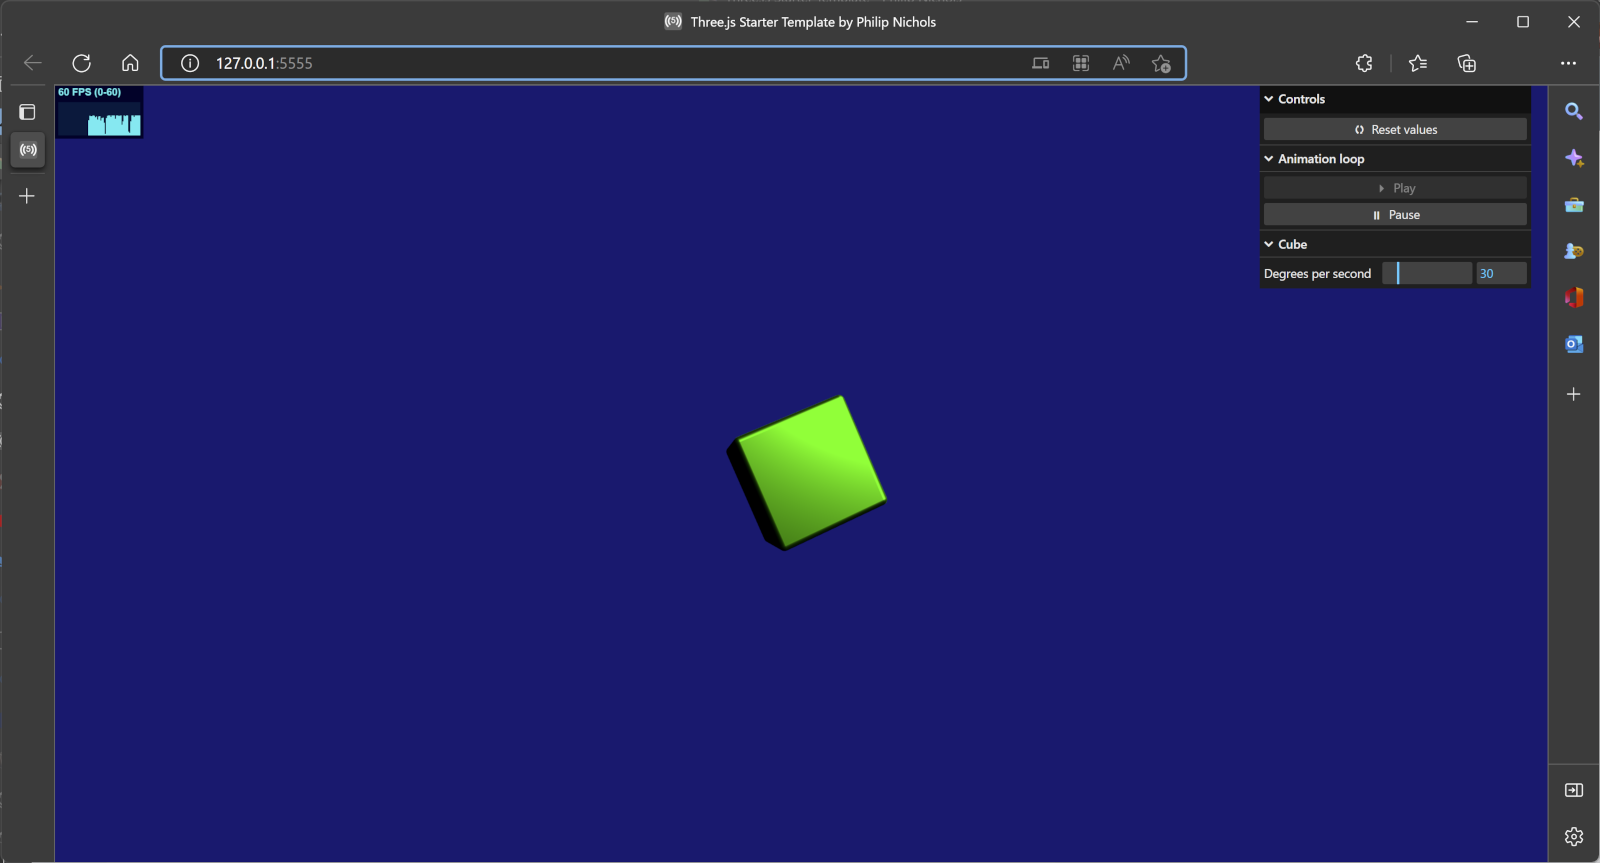 Three.js Starter Template by Philip Nichols
127.0.0.1:5555
60 FPS (0-60)
Controls
Reset values
Animation loop
Play
Pause
Cube
Degrees per second 30